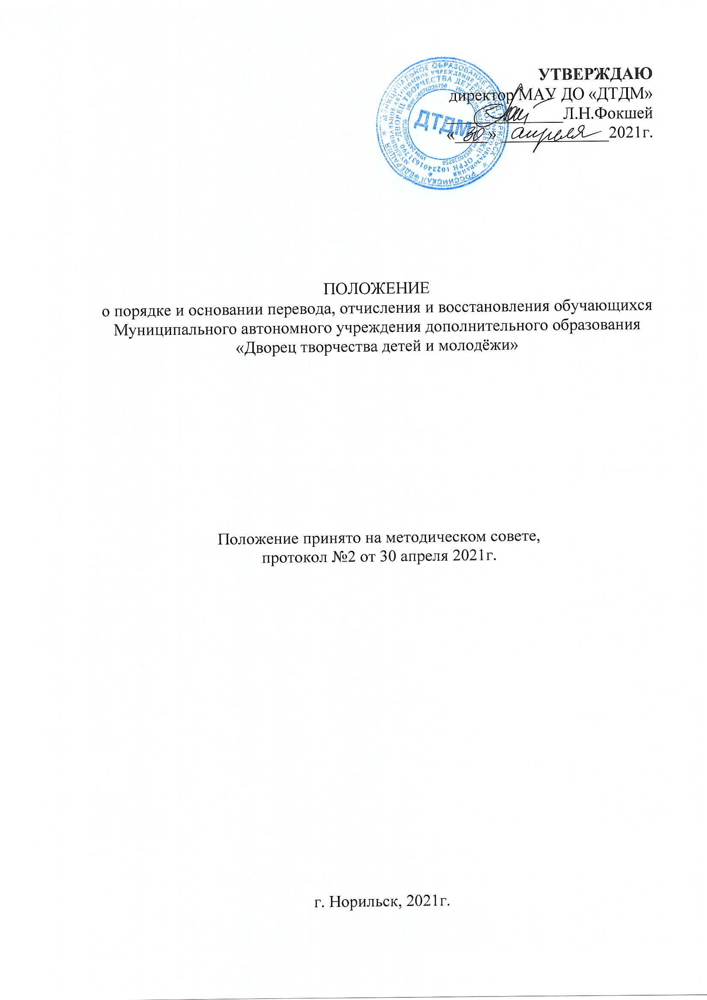 УТВЕРЖДАЮ
директор МАУ ДО «ДТДМ»
Л.Н.Фокшей
«30» апреля 2021г.
ДТДМ
ПОЛОЖЕНИЕ
о порядке и основании перевода, отчисления и восстановления обучающихся
Муниципального автономного учреждения дополнительного образования
«Дворец творчества детей и молодёжи»
Положение принято на методическом совете,
протокол №2 от 30 апреля 2021г.
г. Норильск, 2021г.